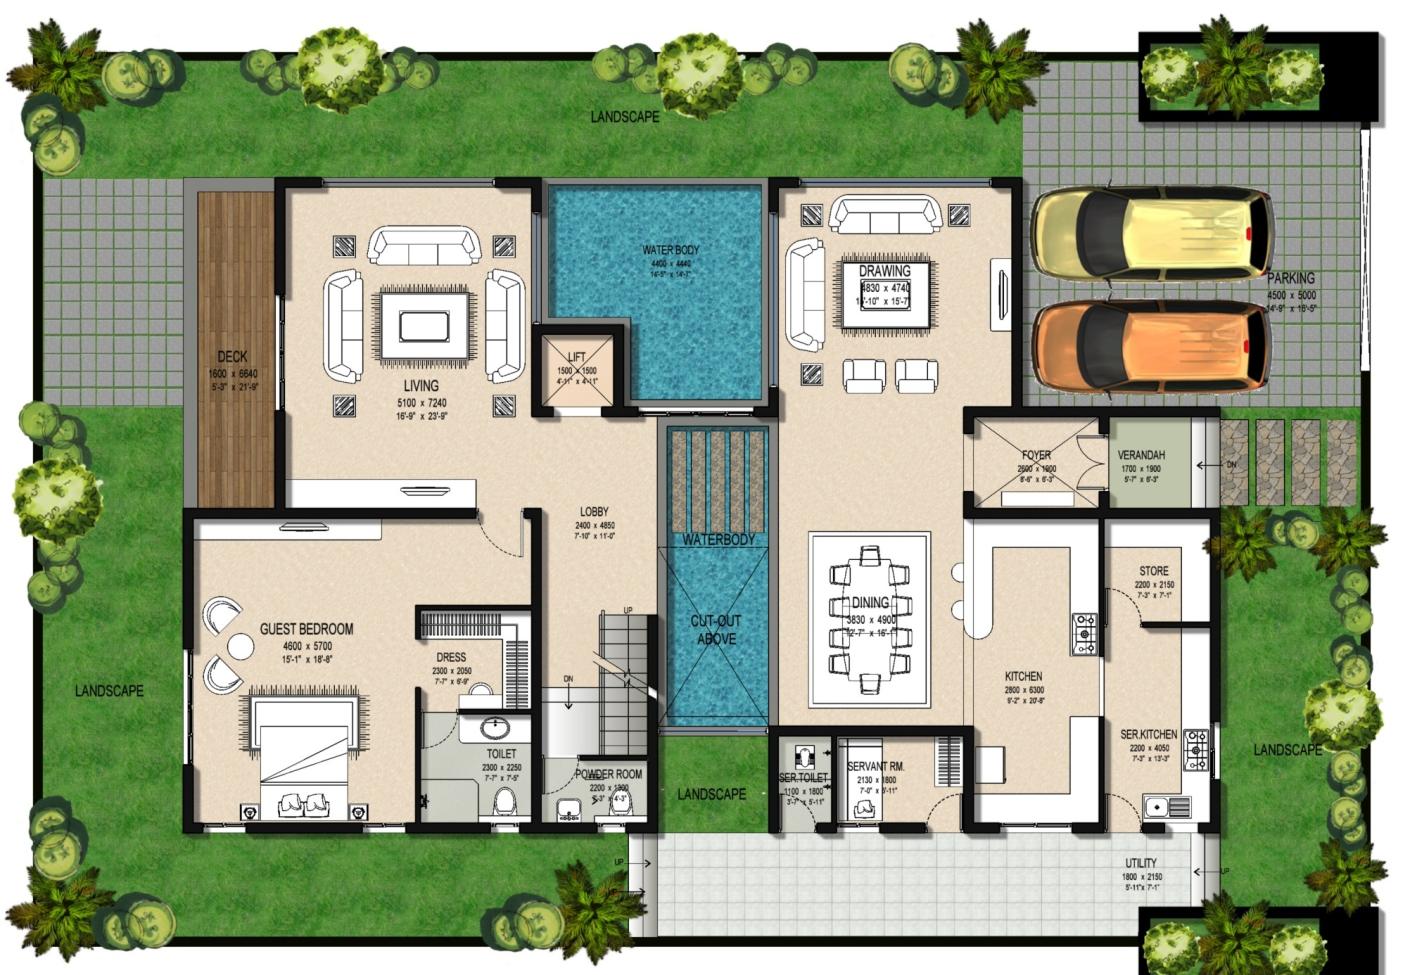 LANDSCAPE
WATER BODY
4400 x 4440
14'-5" x 14'-7"
DRAWING
4830 x 4740
15'-10" x 15'-7"
PARKING
4500 x 5000
14'-9" x 16'-5"
DECK
1600 x 6640
5'-3" x 21'-9"
LIVING
5100 x 7240
16'-9" x 23'-9"
LIFT
1500 x 1500
4'-11" x 4'-11"
FOYER
2600 x 1900
8'-6" x 6'-3"
VERANDAH
1700 x 1900
5'-7" x 6'-3"
DN
LOBBY
2400 x 4850
7'-10" x 11'-0"
WATERBODY
CUT-OUT
ABOVE
STORE
2200 x 2150
7'-3" x 7'-1"
DINING
3830 x 4900
12'-7" x 16'-1"
GUEST BEDROOM
4600 x 5700
15'-1" x 18'-8"
UP
DRESS
2300 x 2050
7'-7" x 6'-9"
DN
KITCHEN
2800 x 6300
9'-2" x 20'-8"
LANDSCAPE
SER.KITCHEN
2200 x 4050
7'-3" x 13'-3"
LANDSCAPE
TOILET
2300 x 2250
7'-7" x 7'-5"
POWDER ROOM
2200 x 1300
4'-3"
LANDSCAPE
SER.TOILET
1100 x 1800
3'-7" x 5'-11"
SERVANT RM.
2130 x 1800
7'-0" x 5'-11"
UP
UTILITY
1800 x 2150
5'-11" x 7'-1"
UP